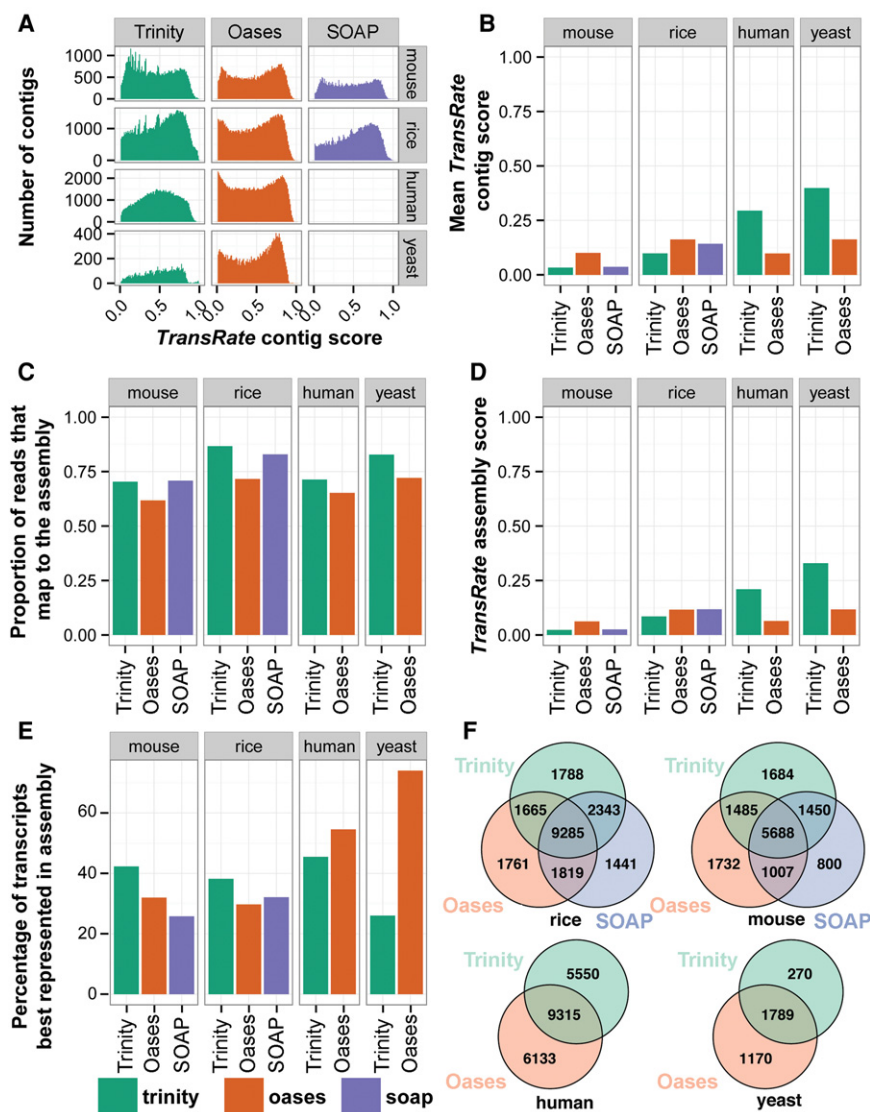 A
Trinity
Oases
SOAP
Number of contigs
1000
500
0
mouse
1000
0
rice
2000
1000
0
human
400
200
0
yeast
0.0
0.5
1.0
0.0
0.5
1.0
0.0
0.5
1.0
TransRate contig score
B
mouse
rice
human
yeast
Mean TransRate
contig score
1.00
0.75
0.50
0.25
0.00
Trinity
Oases
SOAP
Trinity
Oases
SOAP
Trinity
Oases
Trinity
Oases
C
mouse
rice
human
yeast
Proportion of reads that
map to the assembly
1.00
0.75
0.50
0.25
0.00
Trinity
Oases
SOAP
Trinity
Oases
SOAP
Trinity
Oases
Trinity
Oases
D
mouse
rice
human
yeast
TransRate assembly score
1.00
0.75
0.50
0.25
0.00
Trinity
Oases
SOAP
Trinity
Oases
SOAP
Trinity
Oases
Trinity
Oases
E
mouse
rice
human
yeast
Percentage of transcripts
best represented in assembly
60
40
20
0
Trinity
Oases
SOAP
Trinity
Oases
SOAP
Trinity
Oases
Trinity
Oases
trinity
oases
soap
F
Trinity
1788
1665
2343
9285
1761
1819
1441
Oases
rice
SOAP
Trinity
1684
1485
1450
5688
1732
1007
800
Oases
mouse
SOAP
Trinity
5550
9315
6133
Oases
human
Trinity
270
1789
1170
Oases
yeast